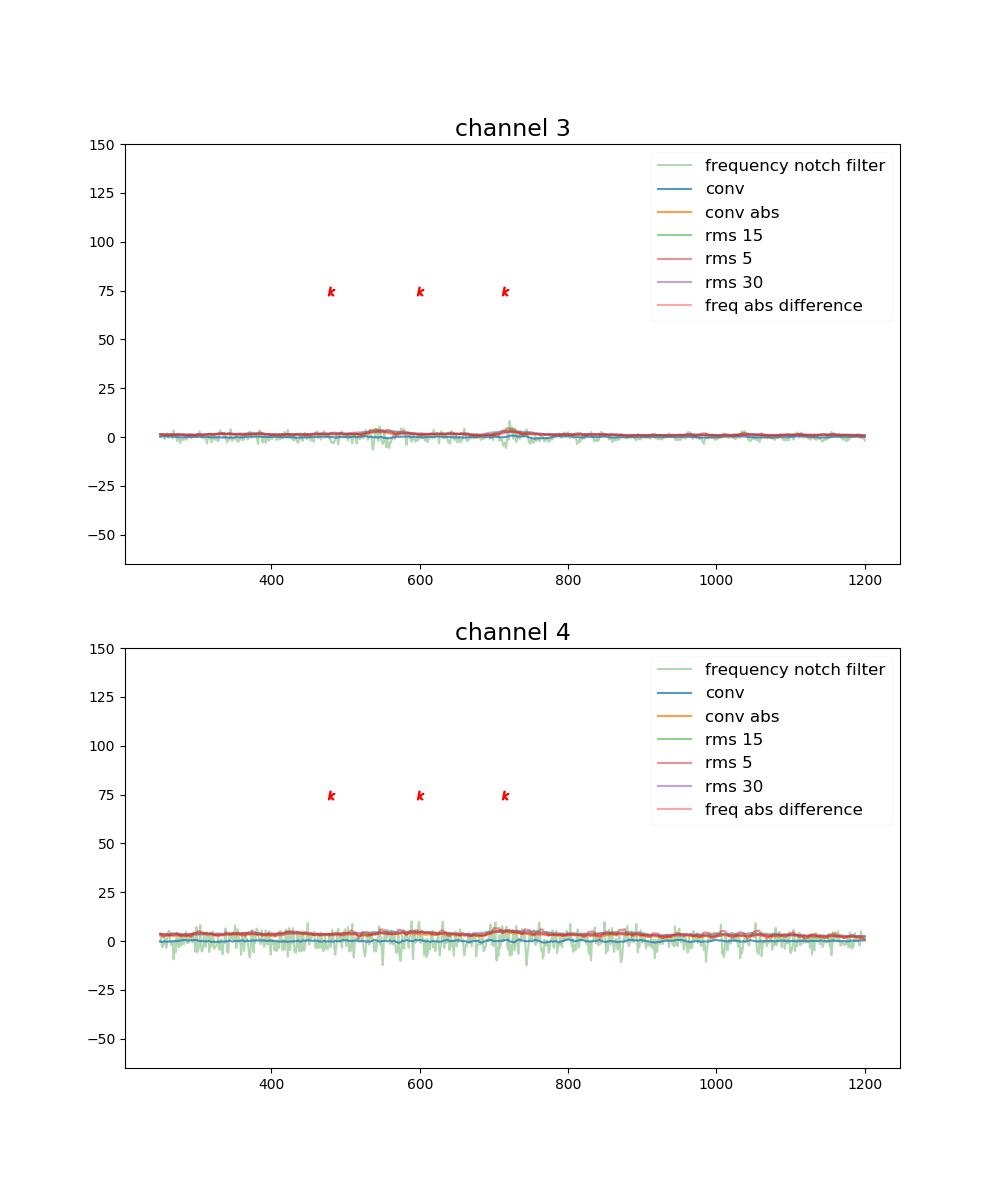 channel 3
150
125
100
75
50
25
0
−25
−50
frequency notch filter
conv
conv abs
rms 15
rms 5
rms 30
freq abs difference
k k k
400 600 800 1000 1200
channel 4
150
125
100
75
50
25
0
−25
−50
frequency notch filter
conv
conv abs
rms 15
rms 5
rms 30
freq abs difference
k k k
400 600 800 1000 1200